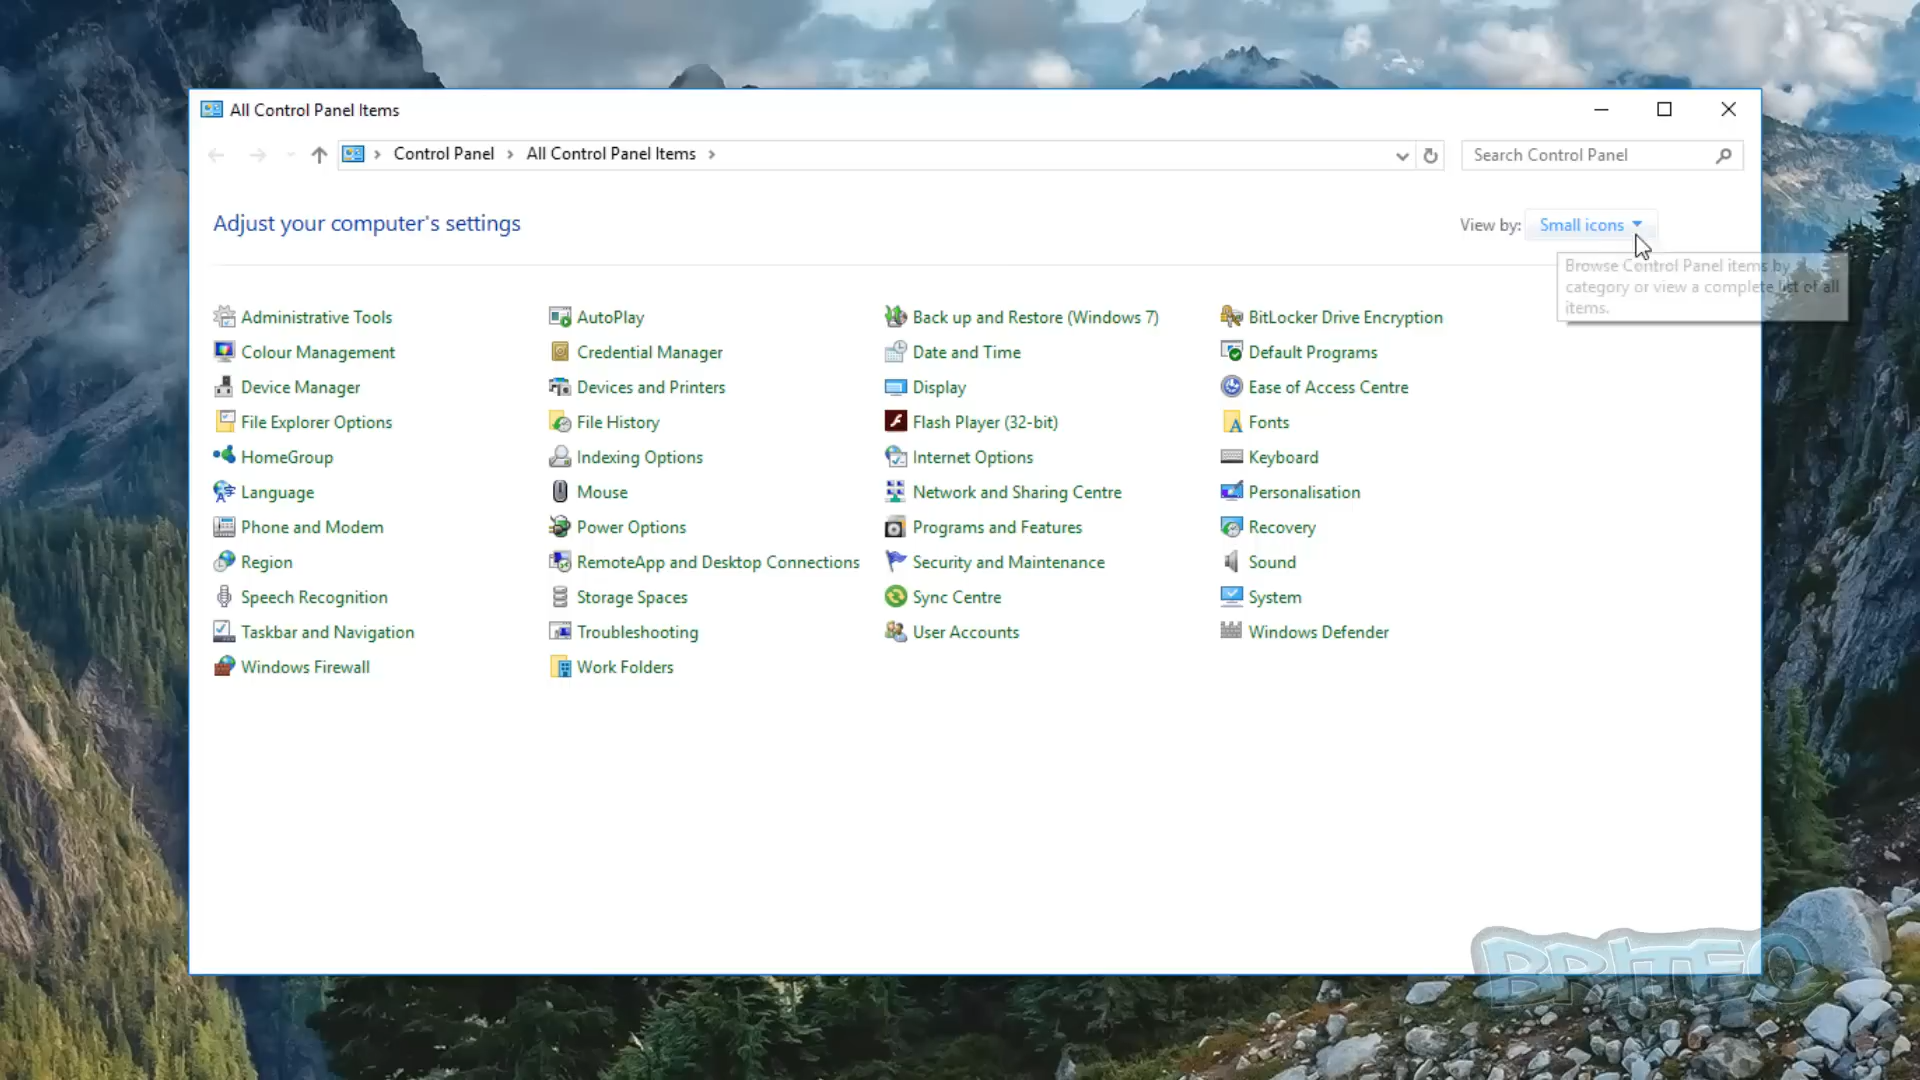 All Control Panel Items
Control Panel All Control Panel Items
Search Control Panel
Adjust your computer's settings
View by: Small icons
Browse Control Panel items by
category or view a complete list of all
items.
Administrative Tools AutoPlay Back up and Restore (Windows 7) BitLocker Drive Encryption
Colour Management Credential Manager Date and Time Default Programs
Device Manager Devices and Printers Display Ease of Access Centre
File Explorer Options File History Flash Player (32-bit) Fonts
HomeGroup Indexing Options Internet Options Keyboard
Language Mouse Network and Sharing Centre Personalisation
Phone and Modem Power Options Programs and Features Recovery
Region RemoteApp and Desktop Connections Security and Maintenance Sound
Speech Recognition Storage Spaces Sync Centre System
Taskbar and Navigation Troubleshooting User Accounts Windows Defender
Windows Firewall Work Folders
BRITEC